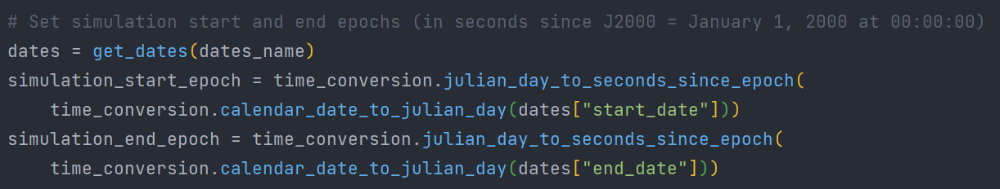 # Set simulation start and end epochs (in seconds since J2000 = January 1, 2000 at 00:00:00)
dates = get_dates(dates_name)
simulation_start_epoch = time_conversion.julian_day_to_seconds_since_epoch(
    time_conversion.calendar_date_to_julian_day(dates["start_date"]))
simulation_end_epoch = time_conversion.julian_day_to_seconds_since_epoch(
    time_conversion.calendar_date_to_julian_day(dates["end_date"]))